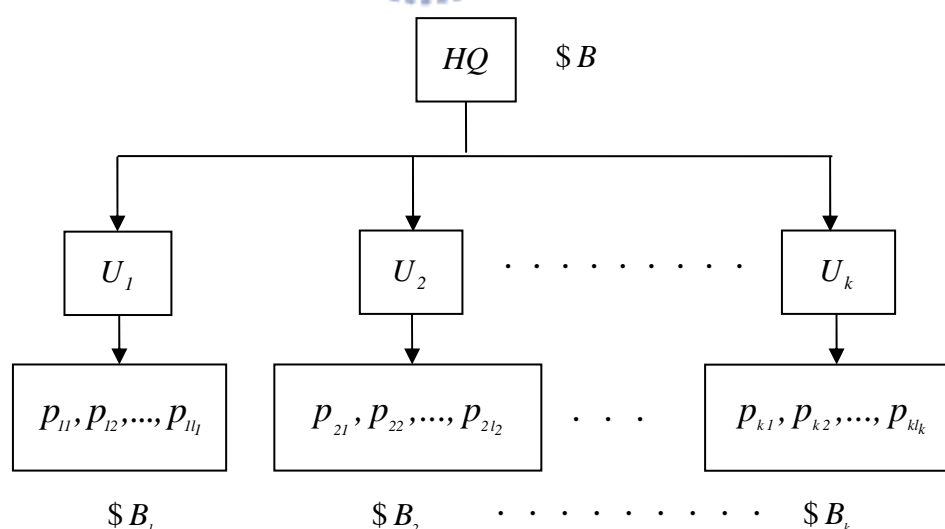 HQ $ B
U₁ U₂ · · · · · · · · · Uₖ
p₁₁, p₁₂, ..., p₁ₗ₁ p₂₁, p₂₂, ..., p₂ₗ₂ · · · pₖ₁, pₖ₂, ..., pₖₗₖ
$ B₁ $ B₂ · · · · · · · · · $ Bₖ